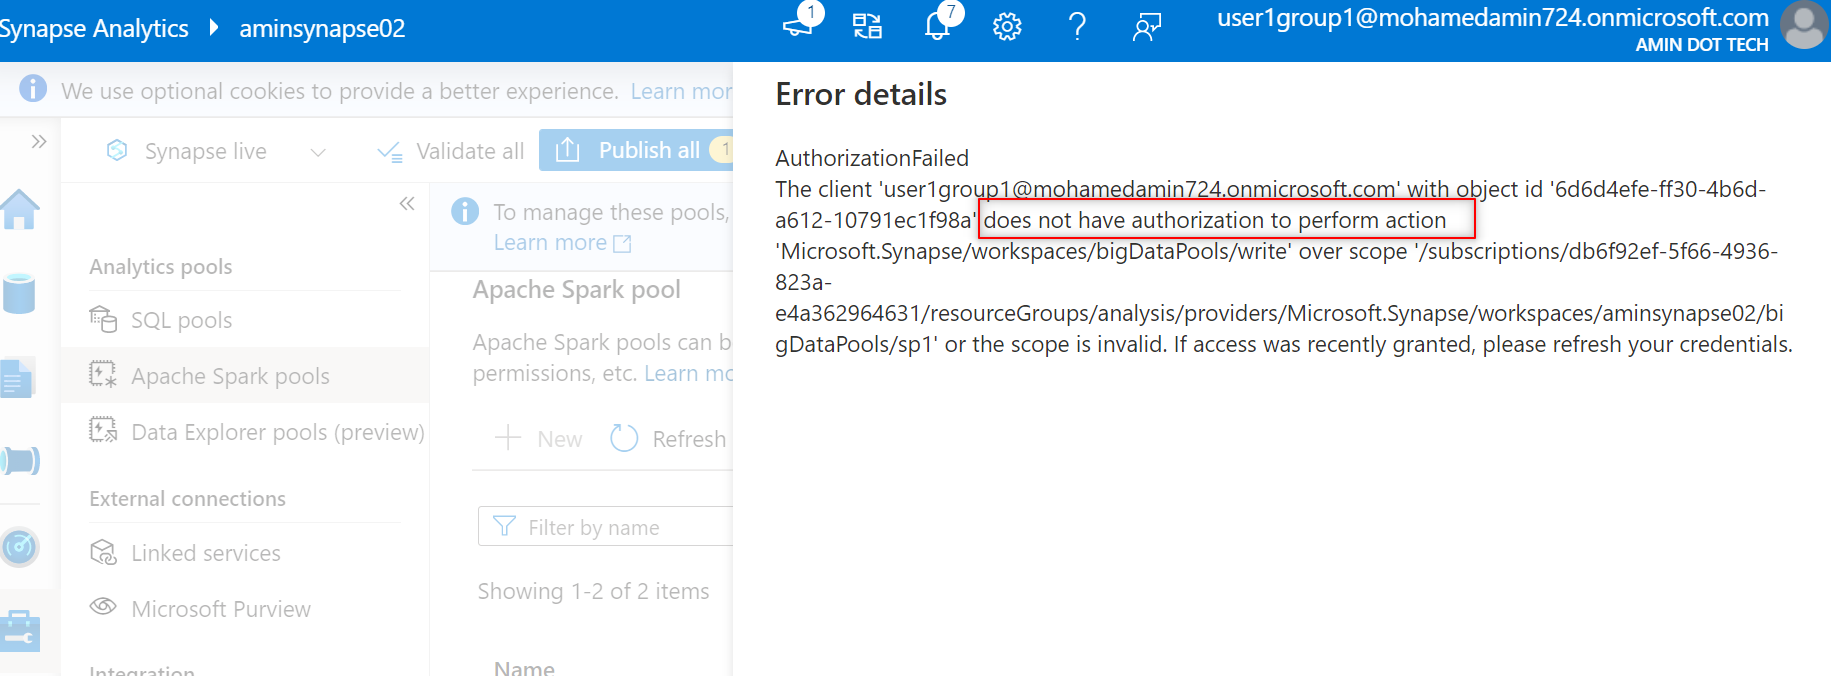 Synapse Analytics ▸ aminsynapse02
1
7
user1group1@mohamedamin724.onmicrosoft.com
AMIN DOT TECH
We use optional cookies to provide a better experience. Learn mor
Synapse live
Validate all
Publish all 1
Analytics pools
SQL pools
Apache Spark pools
Data Explorer pools (preview)
External connections
Linked services
Microsoft Purview
Integration
To manage these pools,
Learn more
Apache Spark pool
Apache Spark pools can b
permissions, etc. Learn mo
New
Refresh
Filter by name
Showing 1-2 of 2 items
Name
Error details
AuthorizationFailed
The client 'user1group1@mohamedamin724.onmicrosoft.com' with object id '6d6d4efe-ff30-4b6d-
a612-10791ec1f98a' does not have authorization to perform action
'Microsoft.Synapse/workspaces/bigDataPools/write' over scope '/subscriptions/db6f92ef-5f66-4936-
823a-
e4a362964631/resourceGroups/analysis/providers/Microsoft.Synapse/workspaces/aminsynapse02/bi
gDataPools/sp1' or the scope is invalid. If access was recently granted, please refresh your credentials.